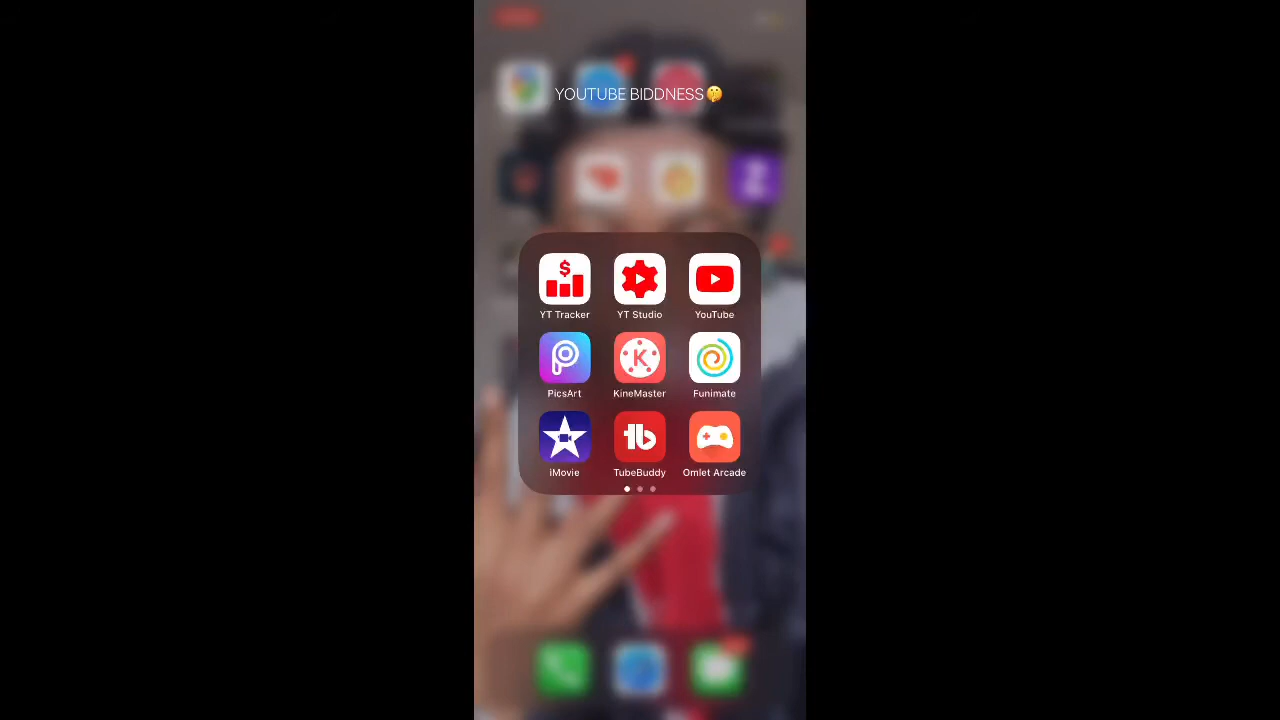 YOUTUBE BIDDNESS🤫
YT Tracker YT Studio YouTube
PicsArt KineMaster Funimate
iMovie TubeBuddy Omlet Arcade